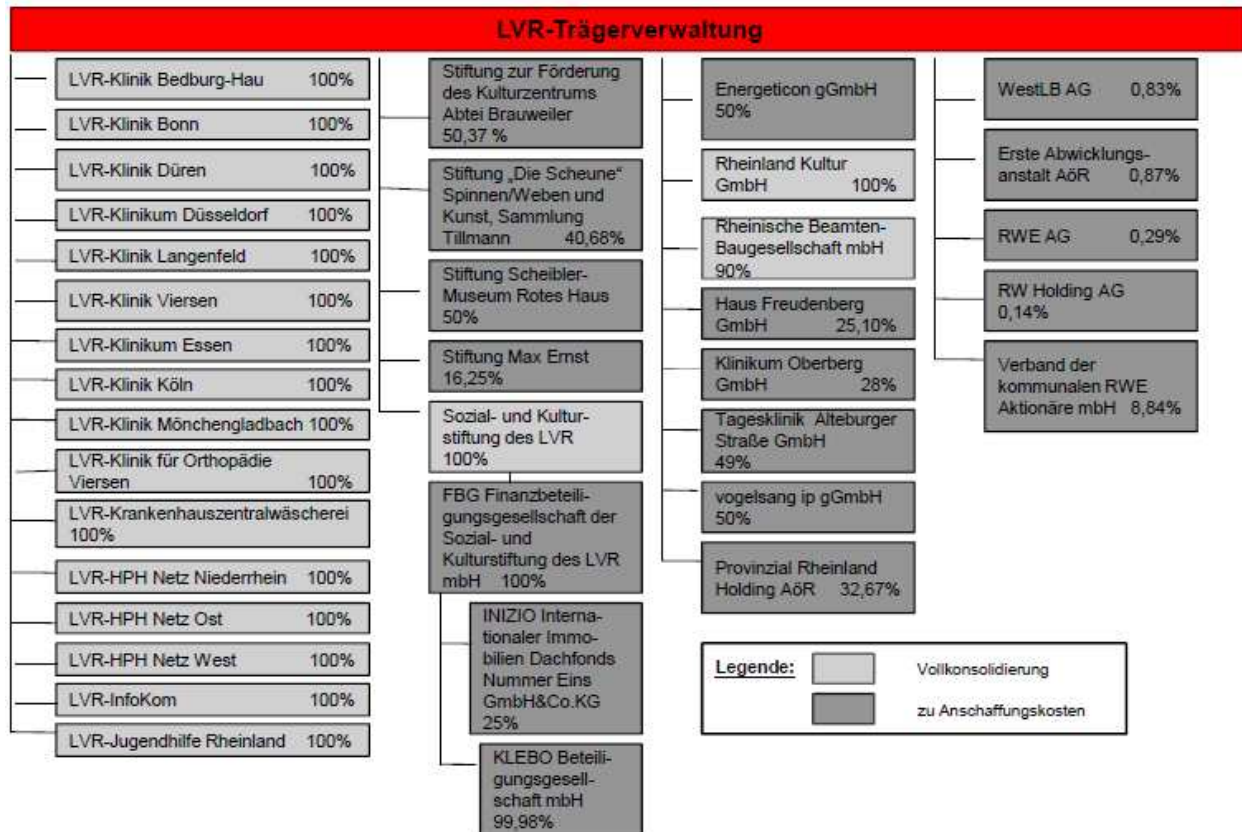 LVR-Trägerverwaltung
LVR-Klinik Bedburg-Hau 100%
LVR-Klinik Bonn 100%
LVR-Klinik Düren 100%
LVR-Klinikum Düsseldorf 100%
LVR-Klinik Langenfeld 100%
LVR-Klinik Viersen 100%
LVR-Klinikum Essen 100%
LVR-Klinik Köln 100%
LVR-Klinik Mönchengladbach 100%
LVR-Klinik für Orthopädie
Viersen 100%
LVR-Krankenhauszentralwäscherei
100%
LVR-HPH Netz Niederrhein 100%
LVR-HPH Netz Ost 100%
LVR-HPH Netz West 100%
LVR-InfoKom 100%
LVR-Jugendhilfe Rheinland 100%
Stiftung zur Förderung
des Kulturzentrums
Abtei Brauweiler
50,37 %
Stiftung „Die Scheune“
Spinnen/Weben und
Kunst, Sammlung
Tillmann 40,68%
Stiftung Scheibler-
Museum Rotes Haus
50%
Stiftung Max Ernst
16,25%
Sozial- und Kultur-
stiftung des LVR
100%
FBG Finanzbeteili-
gungsgesellschaft der
Sozial- und
Kulturstiftung des LVR
mbH 100%
INIZIO Interna-
tionaler Immo-
bilien Dachfonds
Nummer Eins
GmbH&Co.KG
25%
KLEBO Beteili-
gungsgesell-
schaft mbH
99,98%
Energeticon gGmbH
50%
Rheinland Kultur
GmbH 100%
Rheinische Beamten-
Baugesellschaft mbH
90%
Haus Freudenberg
GmbH 25,10%
Klinikum Oberberg
GmbH 28%
Tagesklinik Alteburger
Straße GmbH
49%
vogelsang ip gGmbH
50%
Provinzial Rheinland
Holding AöR 32,67%
WestLB AG 0,83%
Erste Abwicklungs-
anstalt AöR 0,87%
RWE AG 0,29%
RW Holding AG
0,14%
Verband der
kommunalen RWE
Aktionäre mbH 8,84%
Legende:
Vollkonsolidierung
zu Anschaffungskosten